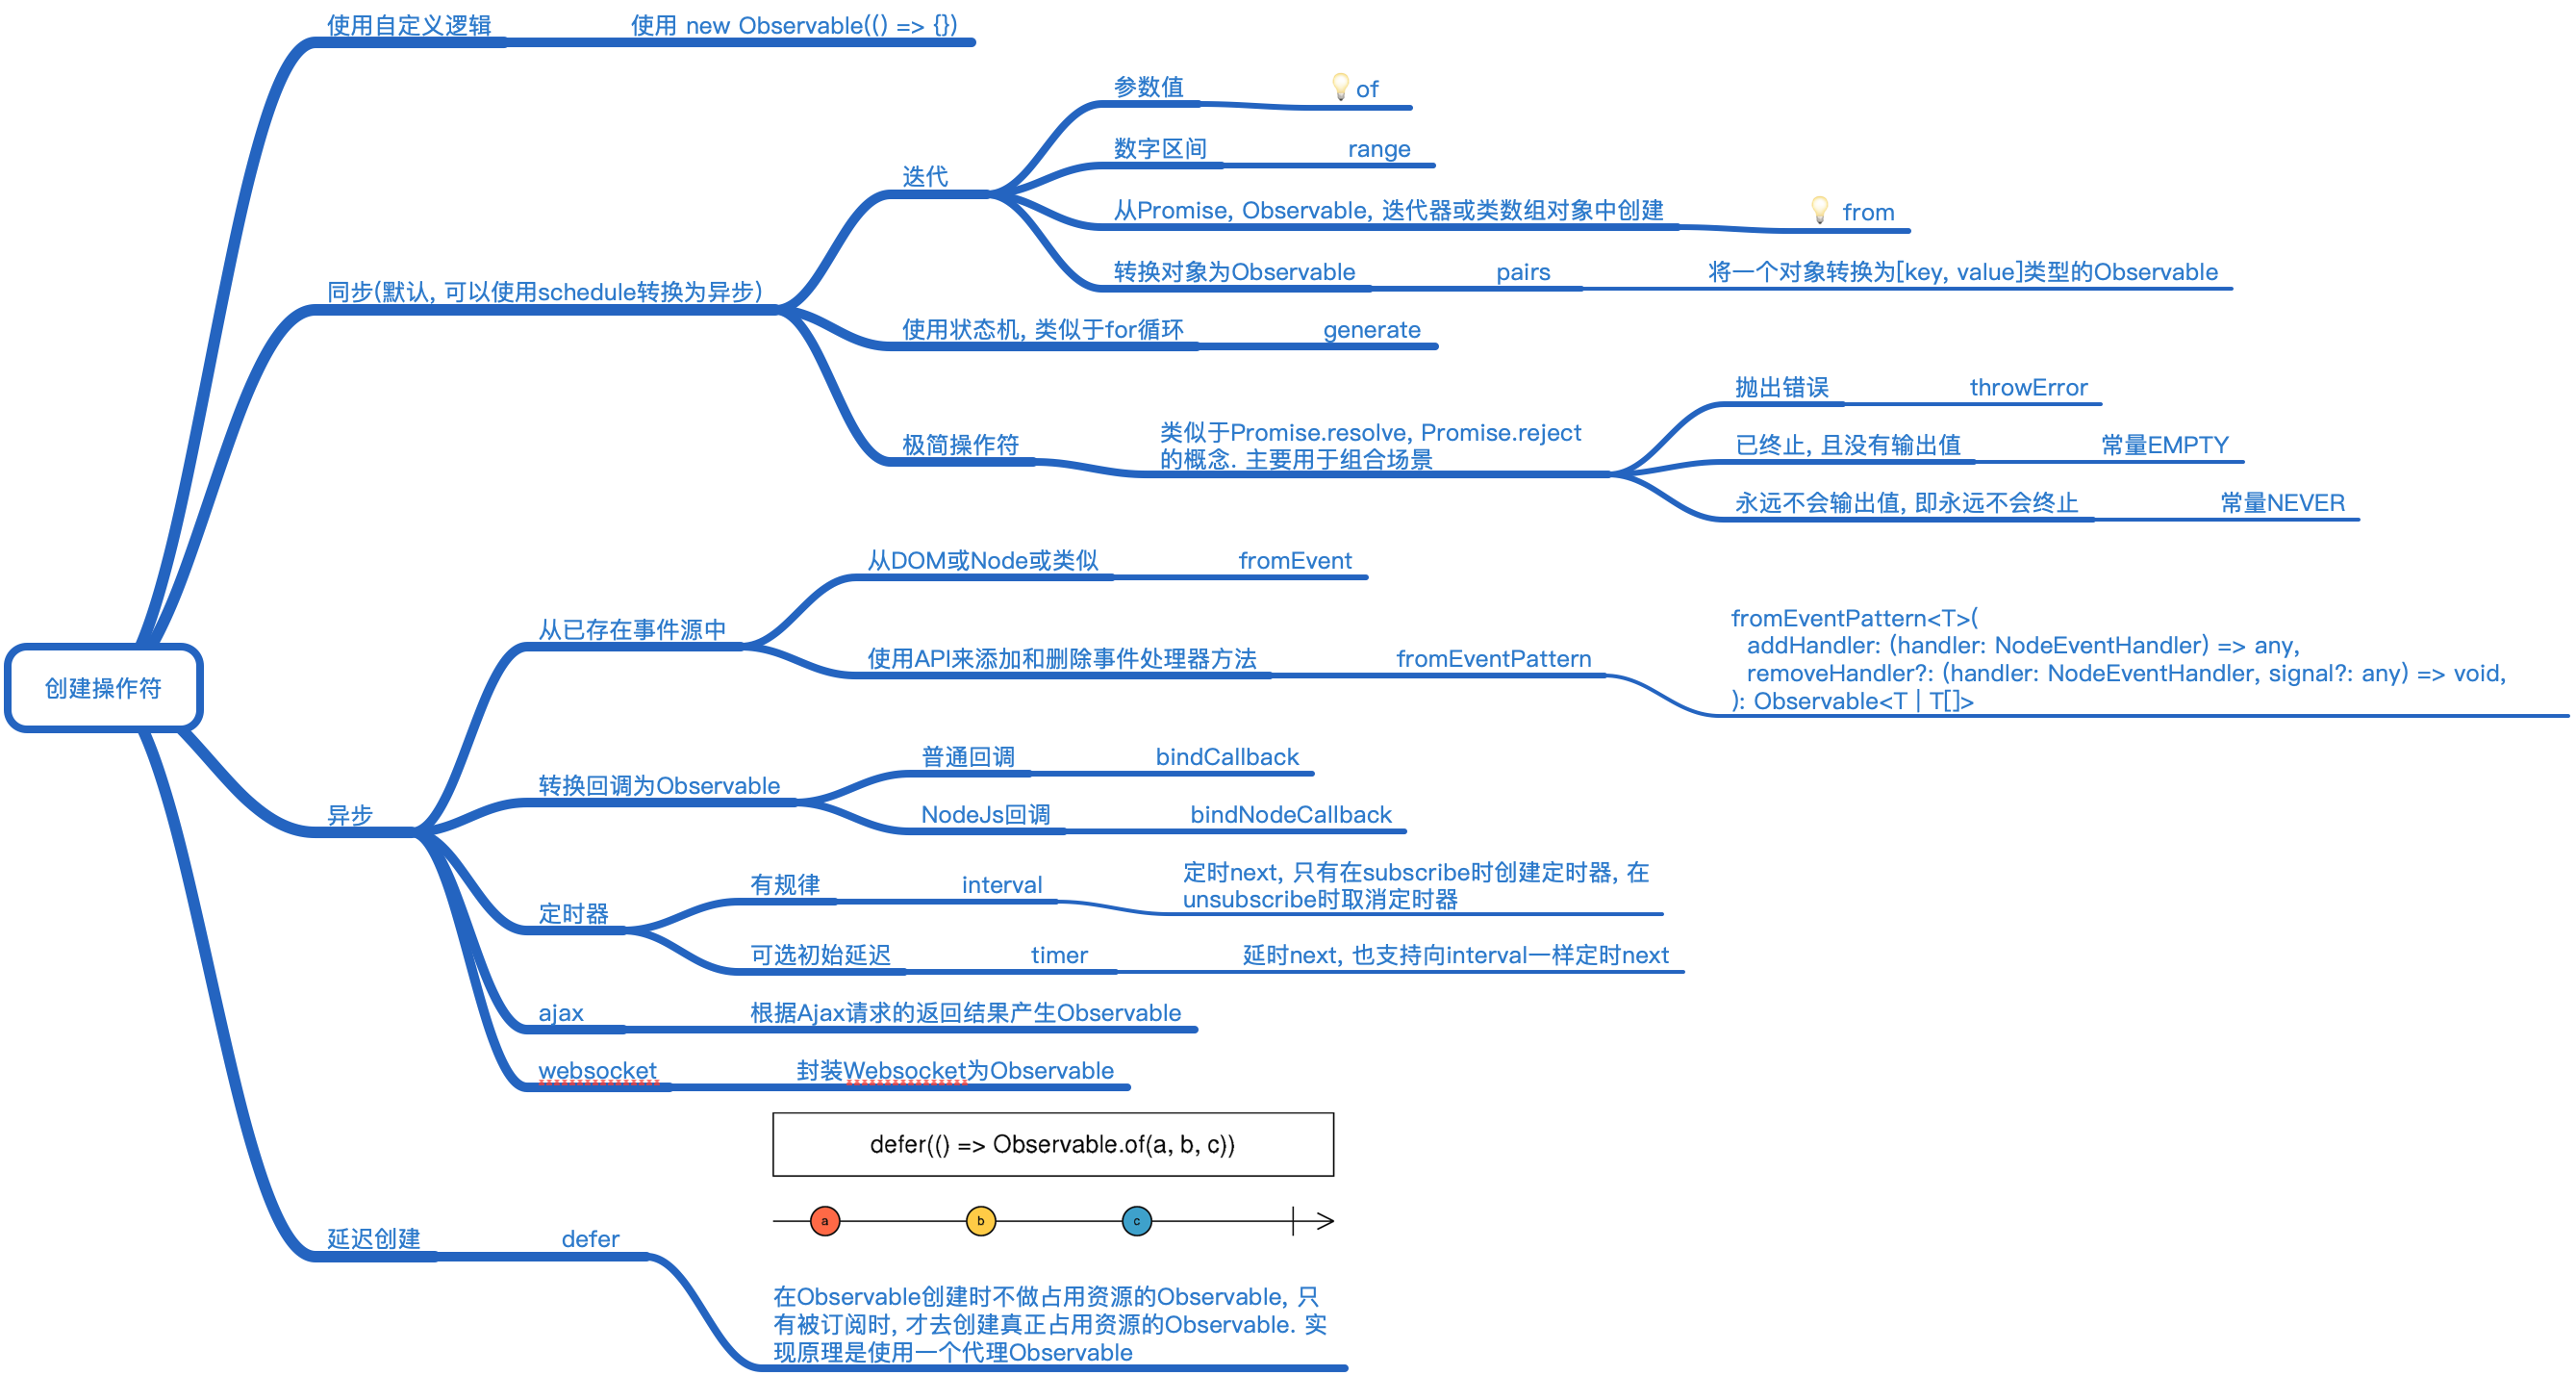 使用自定义逻辑
使用 new Observable(() => {})
参数值
💡of
数字区间
range
迭代
从Promise, Observable, 迭代器或类数组对象中创建
💡 from
转换对象为Observable
pairs
将一个对象转换为[key, value]类型的Observable
同步(默认, 可以使用schedule转换为异步)
使用状态机, 类似于for循环
generate
抛出错误
throwError
极简操作符
类似于Promise.resolve, Promise.reject
的概念. 主要用于组合场景
已终止, 且没有输出值
常量EMPTY
永远不会输出值, 即永远不会终止
常量NEVER
从DOM或Node或类似
fromEvent
从已存在事件源中
使用API来添加和删除事件处理器方法
fromEventPattern
fromEventPattern<T>(
addHandler: (handler: NodeEventHandler) => any,
removeHandler?: (handler: NodeEventHandler, signal?: any) => void,
): Observable<T | T[]>
创建操作符
普通回调
bindCallback
转换回调为Observable
NodeJs回调
bindNodeCallback
异步
有规律
interval
定时next, 只有在subscribe时创建定时器, 在
unsubscribe时取消定时器
定时器
可选初始延迟
timer
延时next, 也支持向interval一样定时next
ajax
根据Ajax请求的返回结果产生Observable
websocket
封装Websocket为Observable
defer(() => Observable.of(a, b, c))
a
b
c
延迟创建
defer
在Observable创建时不做占用资源的Observable, 只
有被订阅时, 才去创建真正占用资源的Observable. 实
现原理是使用一个代理Observable